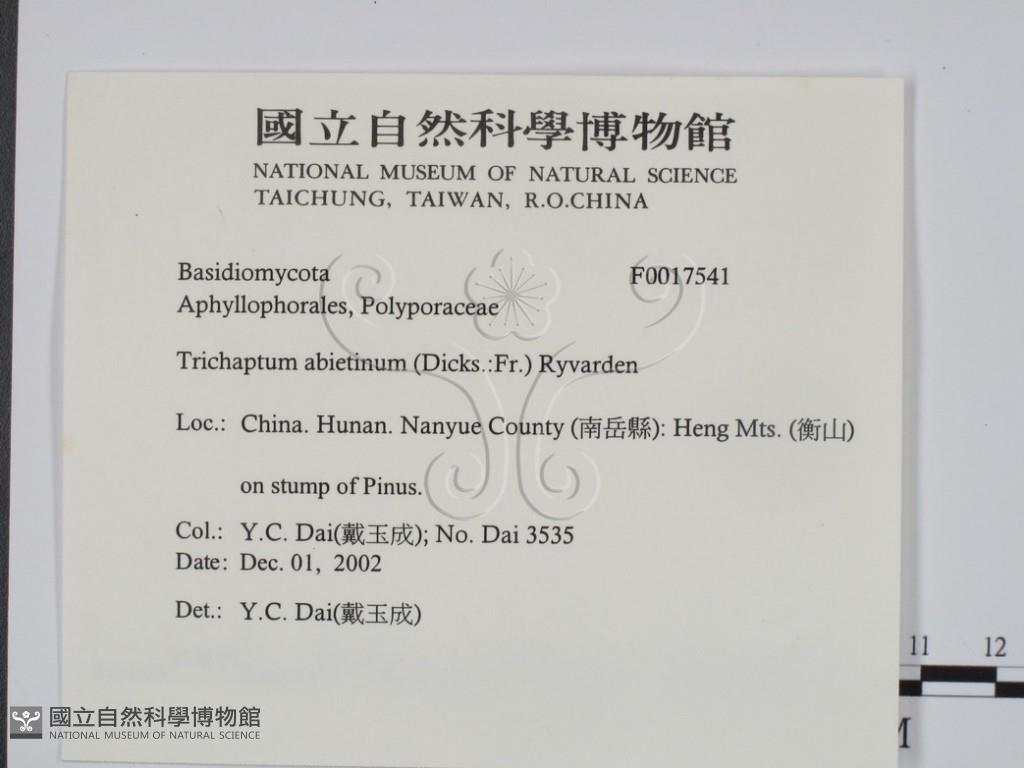 國立自然科學博物館
NATIONAL MUSEUM OF NATURAL SCIENCE
TAICHUNG, TAIWAN, R.O.CHINA
Basidiomycota F0017541
Aphyllophorales, Polyporaceae
Trichaptum abietinum (Dicks.:Fr.) Ryvarden
Loc.: China. Hunan. Nanyue County (南岳縣): Heng Mts. (衡山)
on stump of Pinus.
Col.: Y.C. Dai(戴玉成); No. Dai 3535
Date: Dec. 01, 2002
Det.: Y.C. Dai(戴玉成)
11 12
M
國立自然科學博物館
NATIONAL MUSEUM OF NATURAL SCIENCE